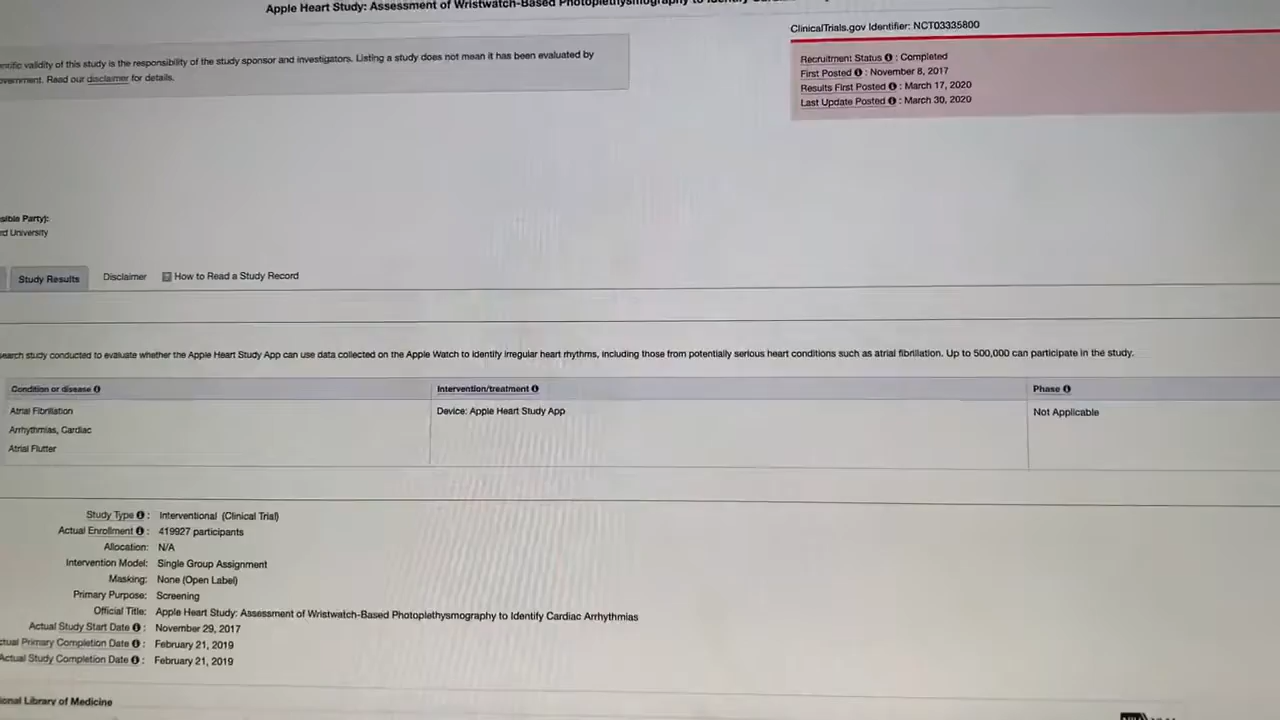 Apple Heart Study: Assessment of Wristwatch-Based Photoplethysmography to
ClinicalTrials.gov Identifier: NCT03335800
validity of this study is the responsibility of the study sponsor and investigators. Listing a study does not mean it has been evaluated by
Read our disclaimer for details.
Recruitment Status : Completed
First Posted : November 8, 2017
Results First Posted : March 17, 2020
Last Update Posted : March 30, 2020
Party):
University
Study Results
Disclaimer
How to Read a Study Record
study conducted to evaluate whether the Apple Heart Study App can use data collected on the Apple Watch to identify irregular heart rhythms, including those from potentially serious heart conditions such as atrial fibrillation. Up to 500,000 can participate in the study.
Condition or disease
Intervention/treatment
Phase
Atrial Fibrillation
Device: Apple Heart Study App
Not Applicable
Arrhythmias, Cardiac
Atrial Flutter
Study Type : Interventional (Clinical Trial)
Actual Enrollment : 419927 participants
Allocation: N/A
Intervention Model: Single Group Assignment
Masking: None (Open Label)
Primary Purpose: Screening
Official Title: Apple Heart Study: Assessment of Wristwatch-Based Photoplethysmography to Identify Cardiac Arrhythmias
Actual Study Start Date : November 29, 2017
Primary Completion Date : February 21, 2019
Actual Study Completion Date : February 21, 2019
Library of Medicine